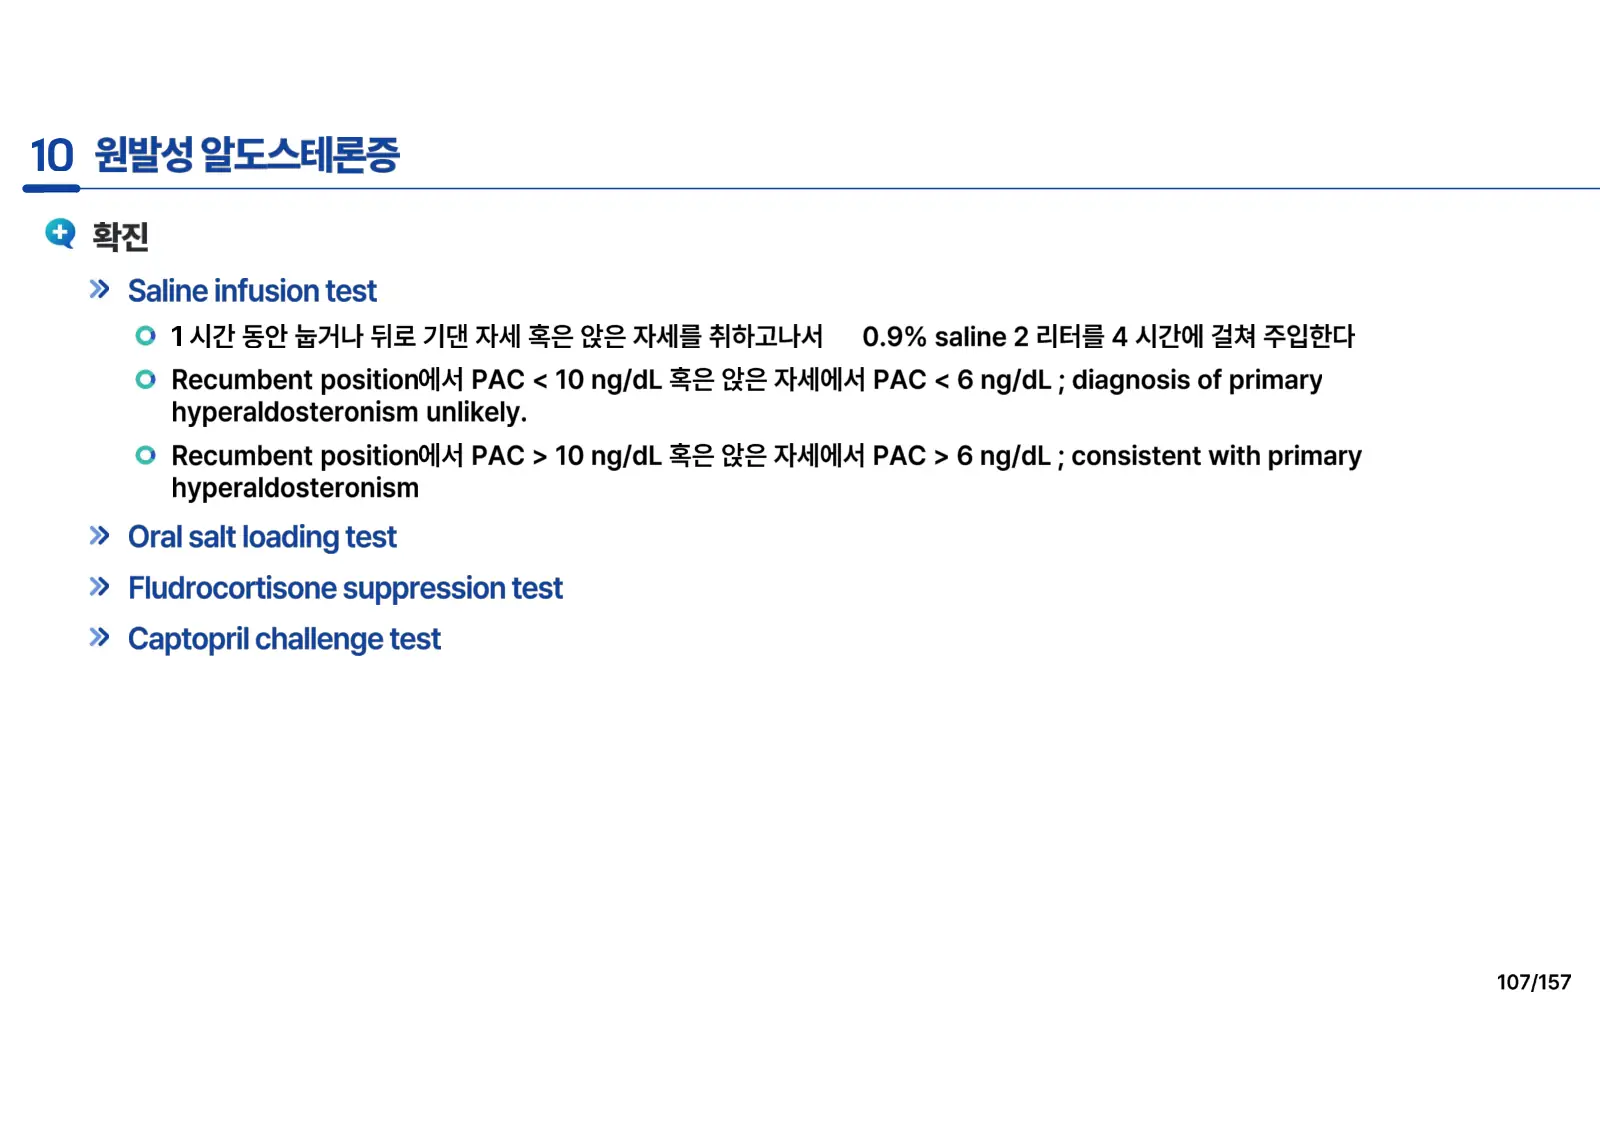 10 원발성 알도스테론증
확진
Saline infusion test
1 시간 동안 눕거나 뒤로 기댄 자세 혹은 앉은 자세를 취하고나서 0.9% saline 2 리터를 4 시간에 걸쳐 주입한다
Recumbent position에서 PAC < 10 ng/dL 혹은 앉은 자세에서 PAC < 6 ng/dL ; diagnosis of primary
hyperaldosteronism unlikely.
Recumbent position에서 PAC > 10 ng/dL 혹은 앉은 자세에서 PAC > 6 ng/dL ; consistent with primary
hyperaldosteronism
Oral salt loading test
Fludrocortisone suppression test
Captopril challenge test
107/157